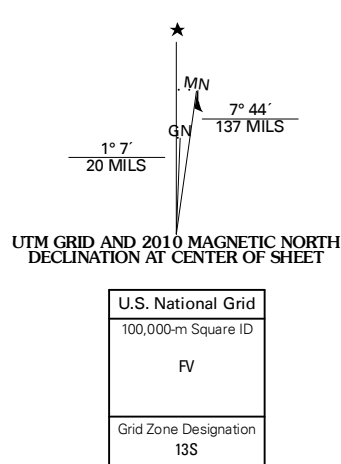 ★
MN
7° 44´
137 MILS
GN
1° 7´
20 MILS
UTM GRID AND 2010 MAGNETIC NORTH
DECLINATION AT CENTER OF SHEET
U.S. National Grid
100,000-m Square ID
FV
Grid Zone Designation
13S